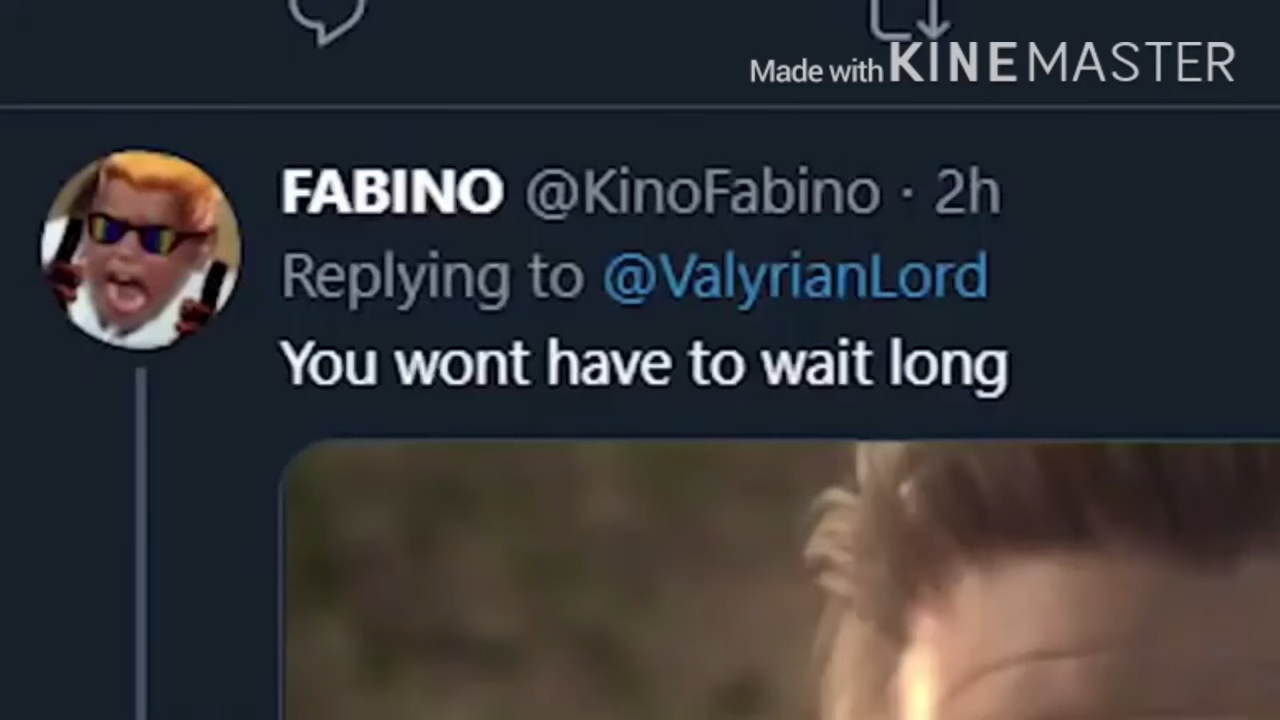 Made with KINEMASTER
FABINO @KinoFabino · 2h
Replying to @ValyrianLord
You wont have to wait long